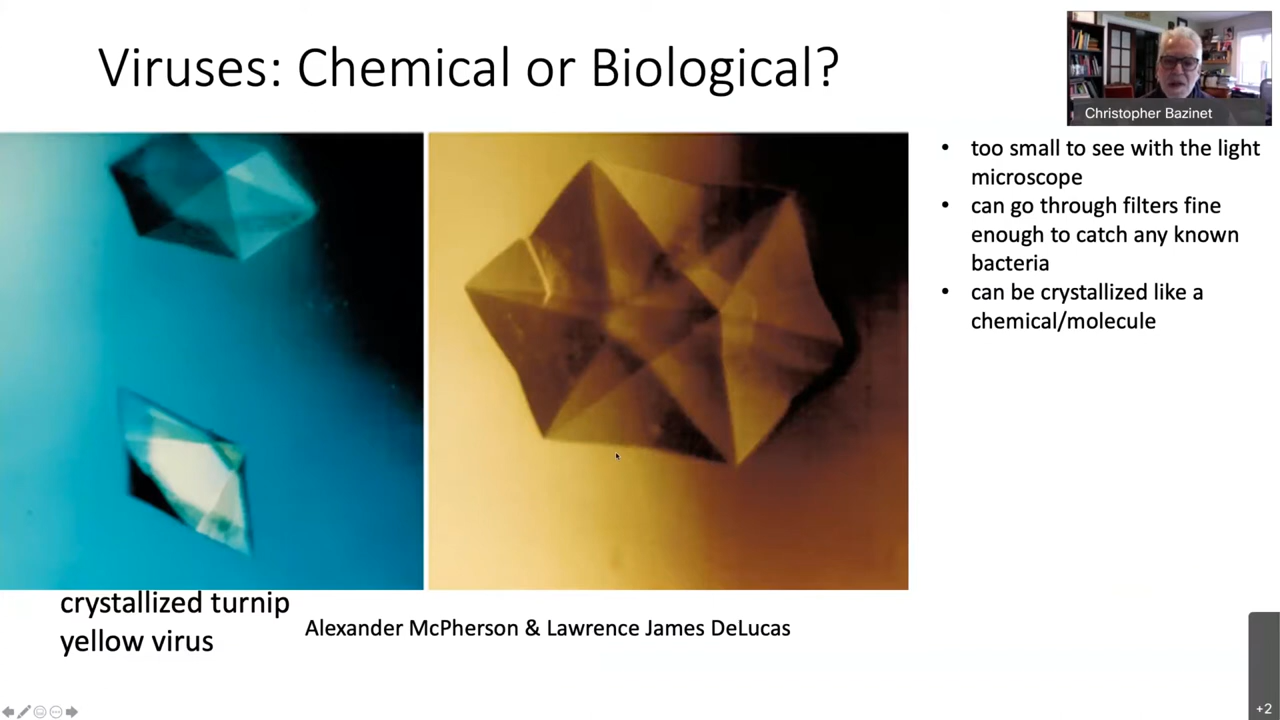 Viruses: Chemical or Biological?
Christopher Bazinet
• too small to see with the light
microscope
• can go through filters fine
enough to catch any known
bacteria
• can be crystallized like a
chemical/molecule
crystallized turnip
yellow virus
Alexander McPherson & Lawrence James DeLucas
+2